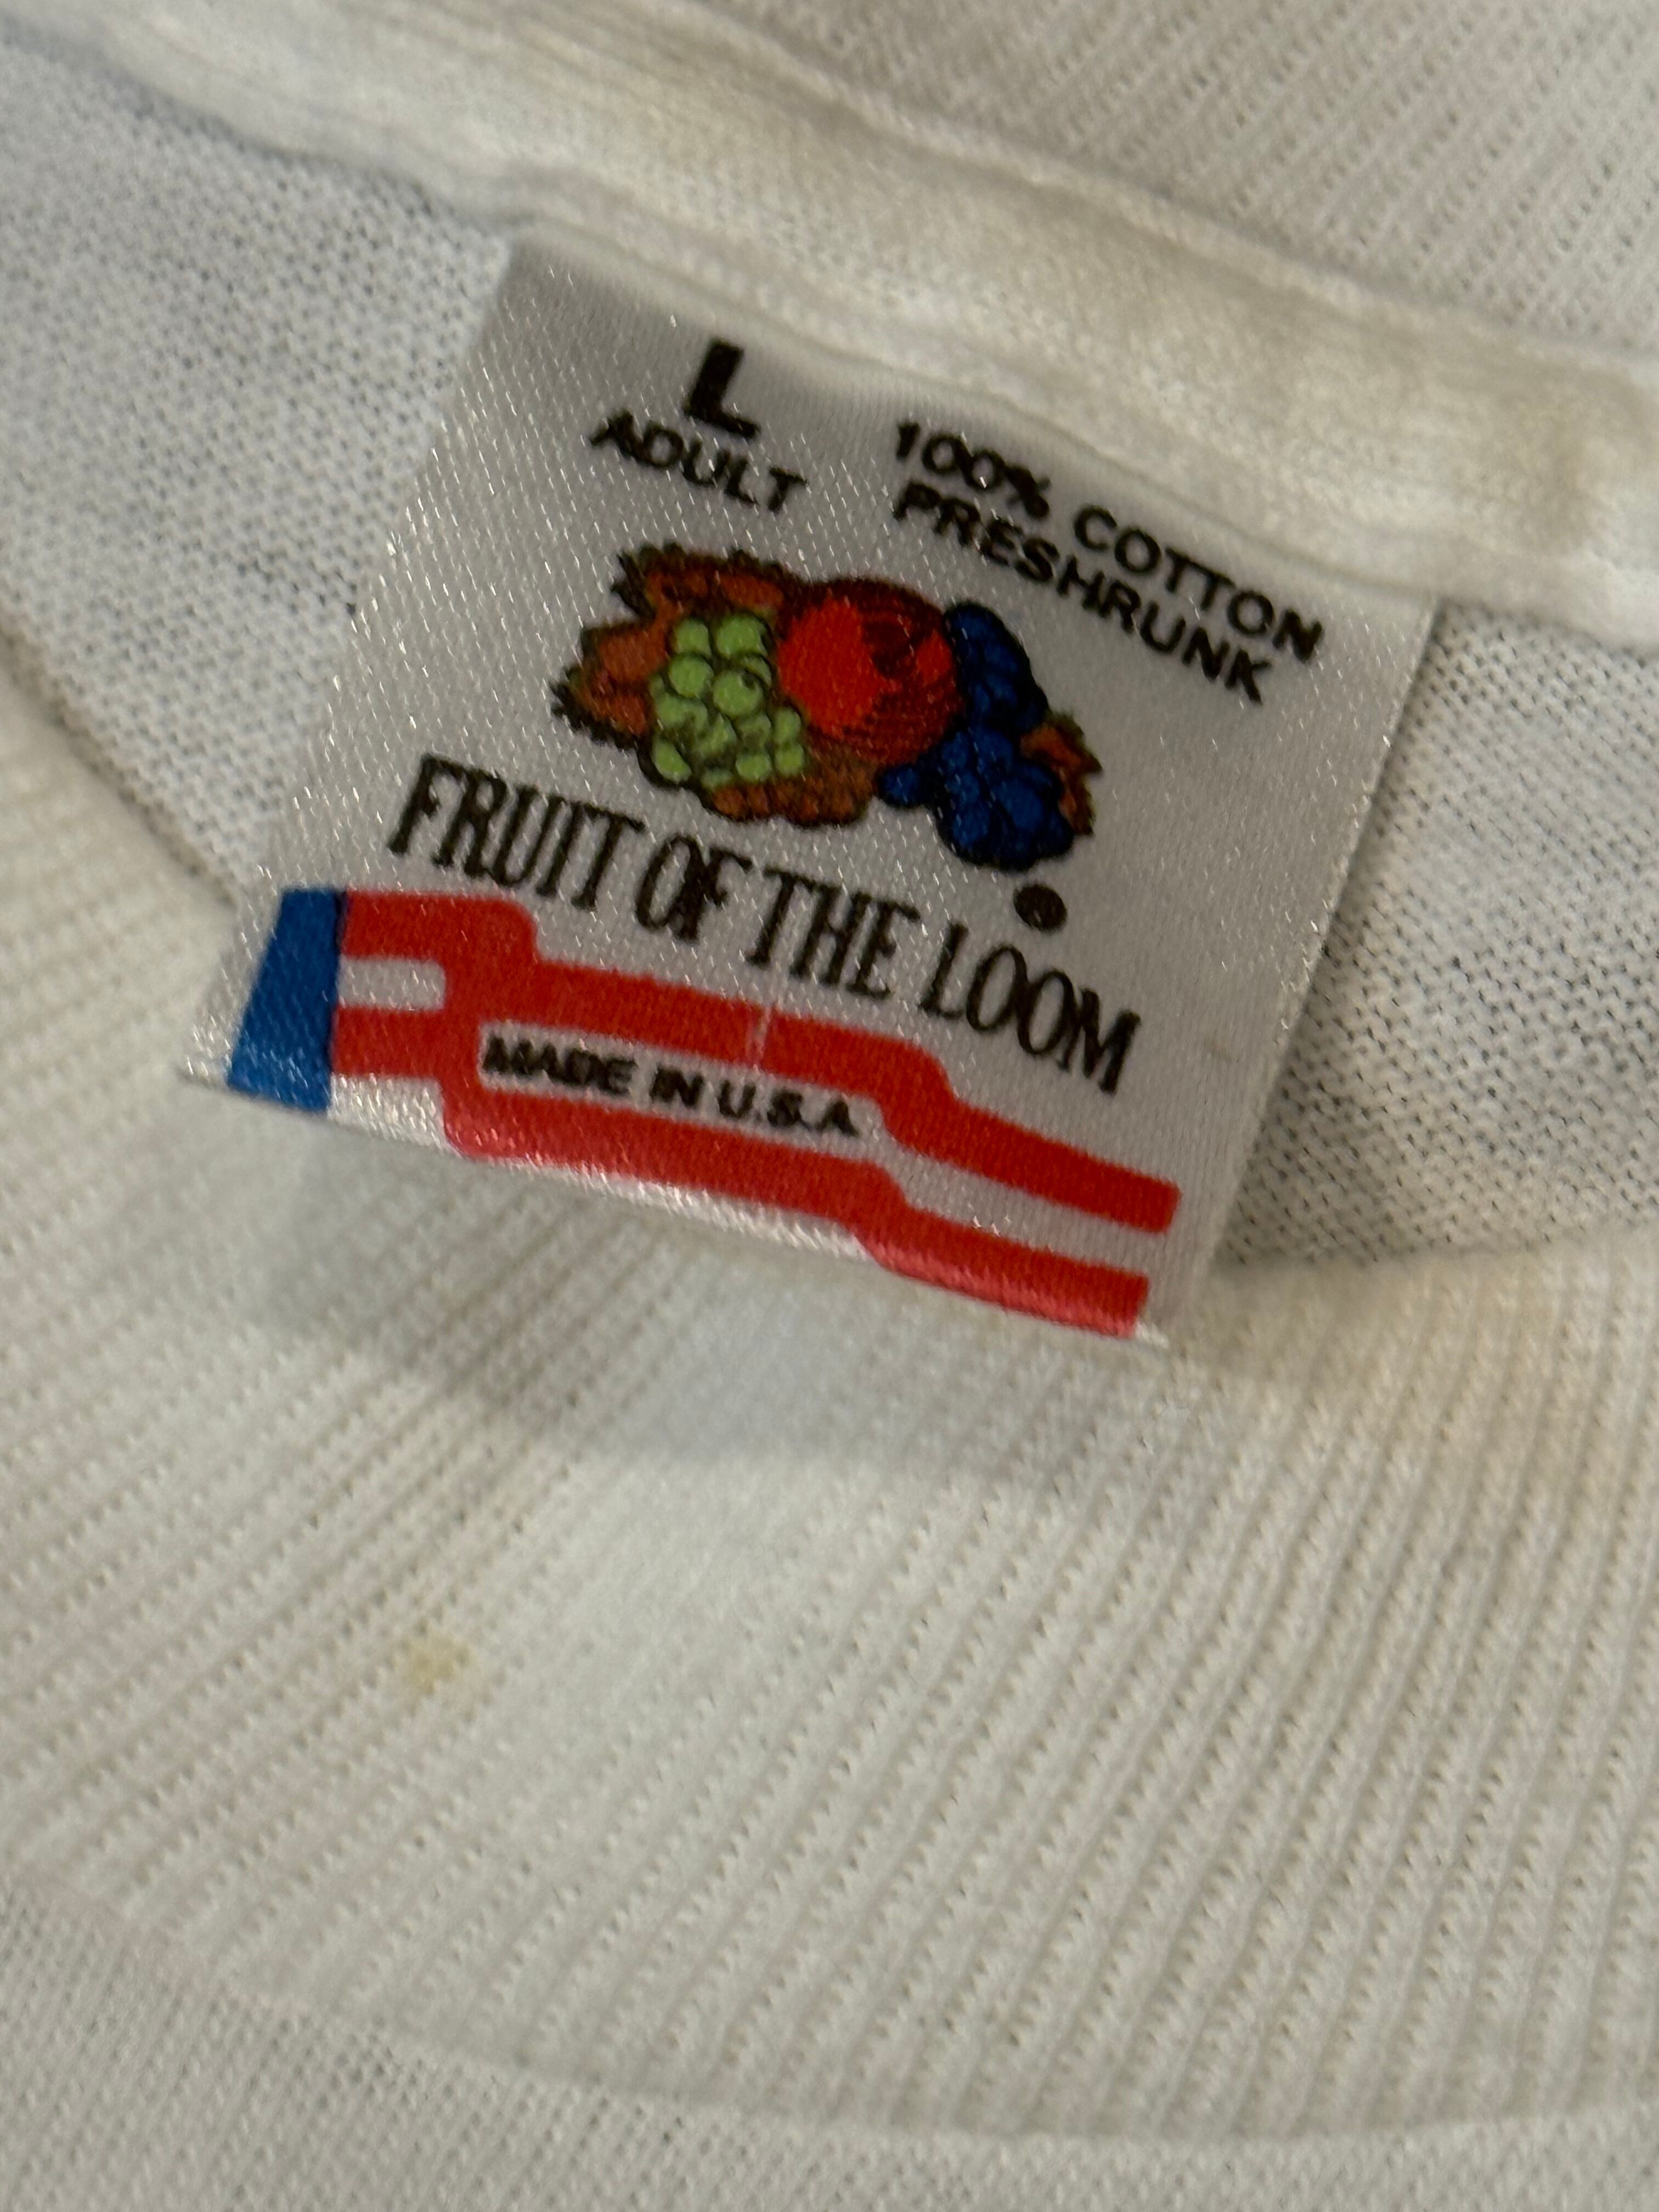 L
ADULT
100% COTTON
PRESHRUNK
FRUIT OF THE LOOM
®
MADE IN U.S.A.